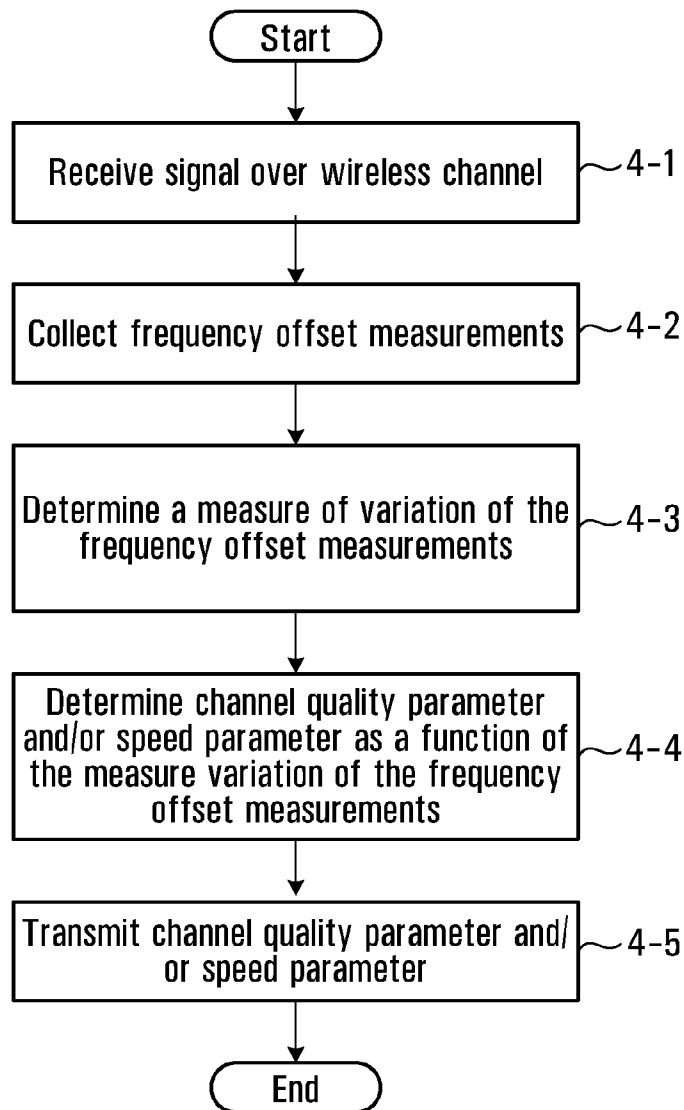 Start
Receive signal over wireless channel
4-1
Collect frequency offset measurements
4-2
Determine a measure of variation of the
frequency offset measurements
4-3
Determine channel quality parameter
and/or speed parameter as a function of
the measure variation of the frequency
offset measurements
4-4
Transmit channel quality parameter and/
or speed parameter
4-5
End